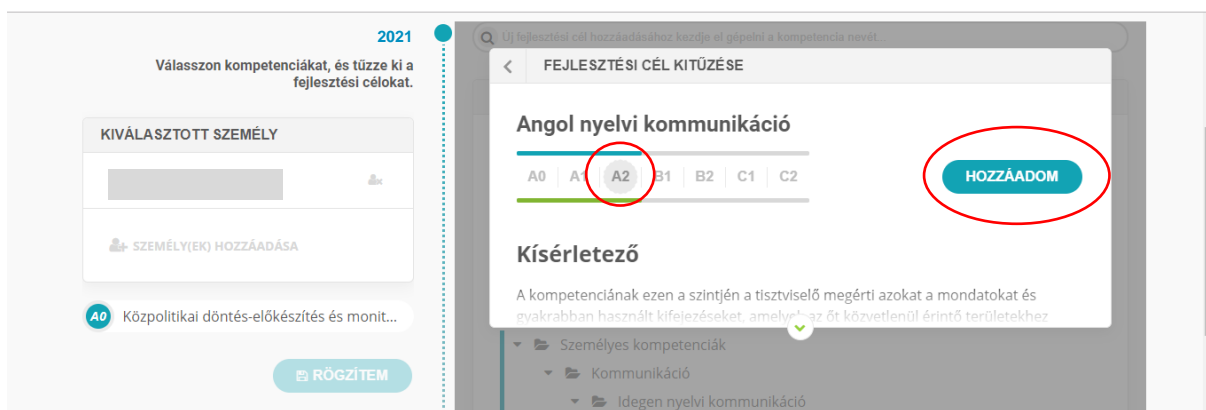 2021
Válasszon kompetenciákat, és tűzze ki a
fejlesztési célokat.
KIVÁLASZTOTT SZEMÉLY
SZEMÉLY(EK) HOZZÁADÁSA
A0 Közpolitikai döntés-előkészítés és monit...
RÖGZÍTEM
Új fejlesztési cél hozzáadásához kezdje el gépelni a kompetencia nevét...
FEJLESZTÉSI CÉL KITŰZÉSE
Angol nyelvi kommunikáció
A0 A1 A2 B1 B2 C1 C2
HOZZÁADOM
Kísérletező
A kompetenciának ezen a szintjén a tisztviselő megérti azokat a mondatokat és
gyakrabban használt kifejezéseket, amelyek az őt közvetlenül érintő területekhez
Személyes kompetenciák
Kommunikáció
Idegen nyelvi kommunikáció